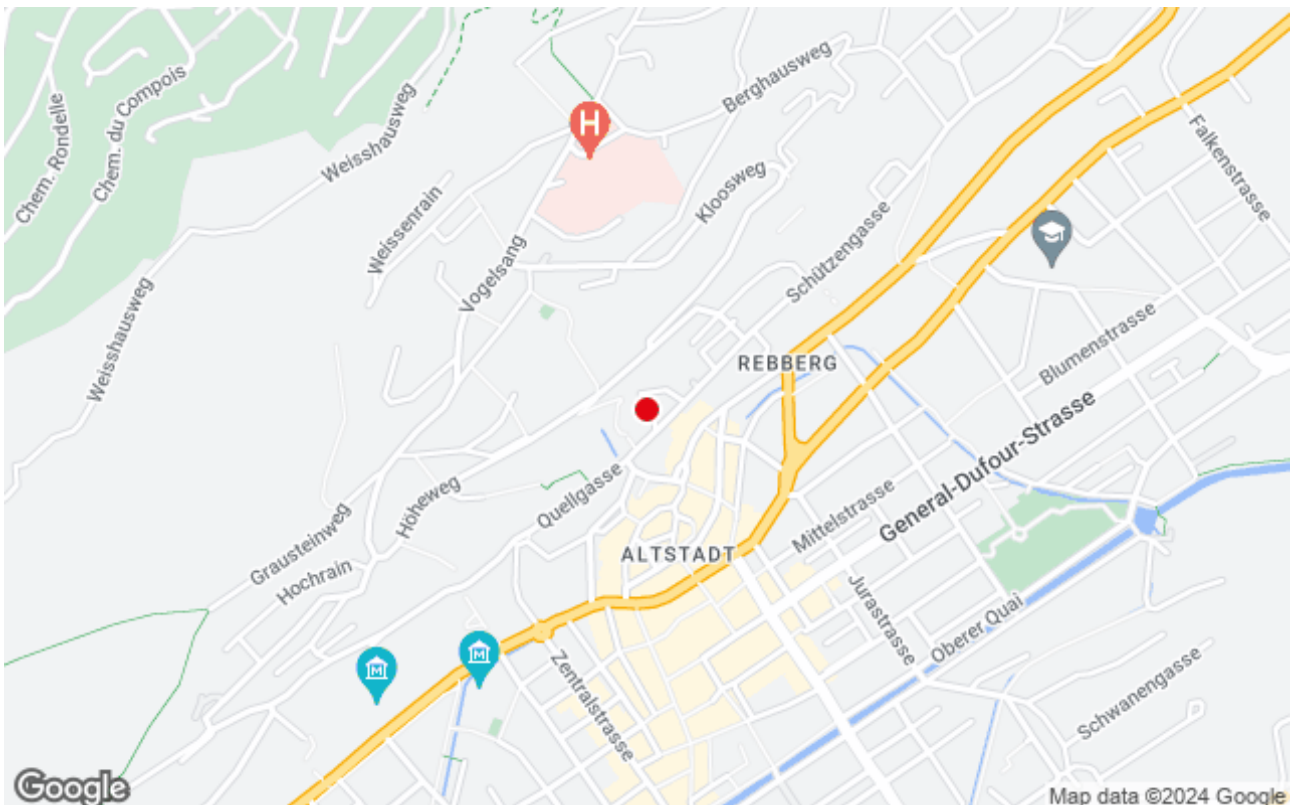 Chem. Rondelle
Chem. du Compois
Weisshausweg
H
Berghausweg
Falkenstrasse
Weissenrain
Kloosweg
Vogelsang
Schützengasse
Weisshausweg
REBBERG
Blumenstrasse
General-Dufour-Strasse
Höheweg
Quellgasse
Mittelstrasse
ALTSTADT
Grausteinweg
Hochrain
Jurastrasse
Oberer Quai
M
M
Zentralstrasse
Schwanengasse
Google
Map data ©2024 Google